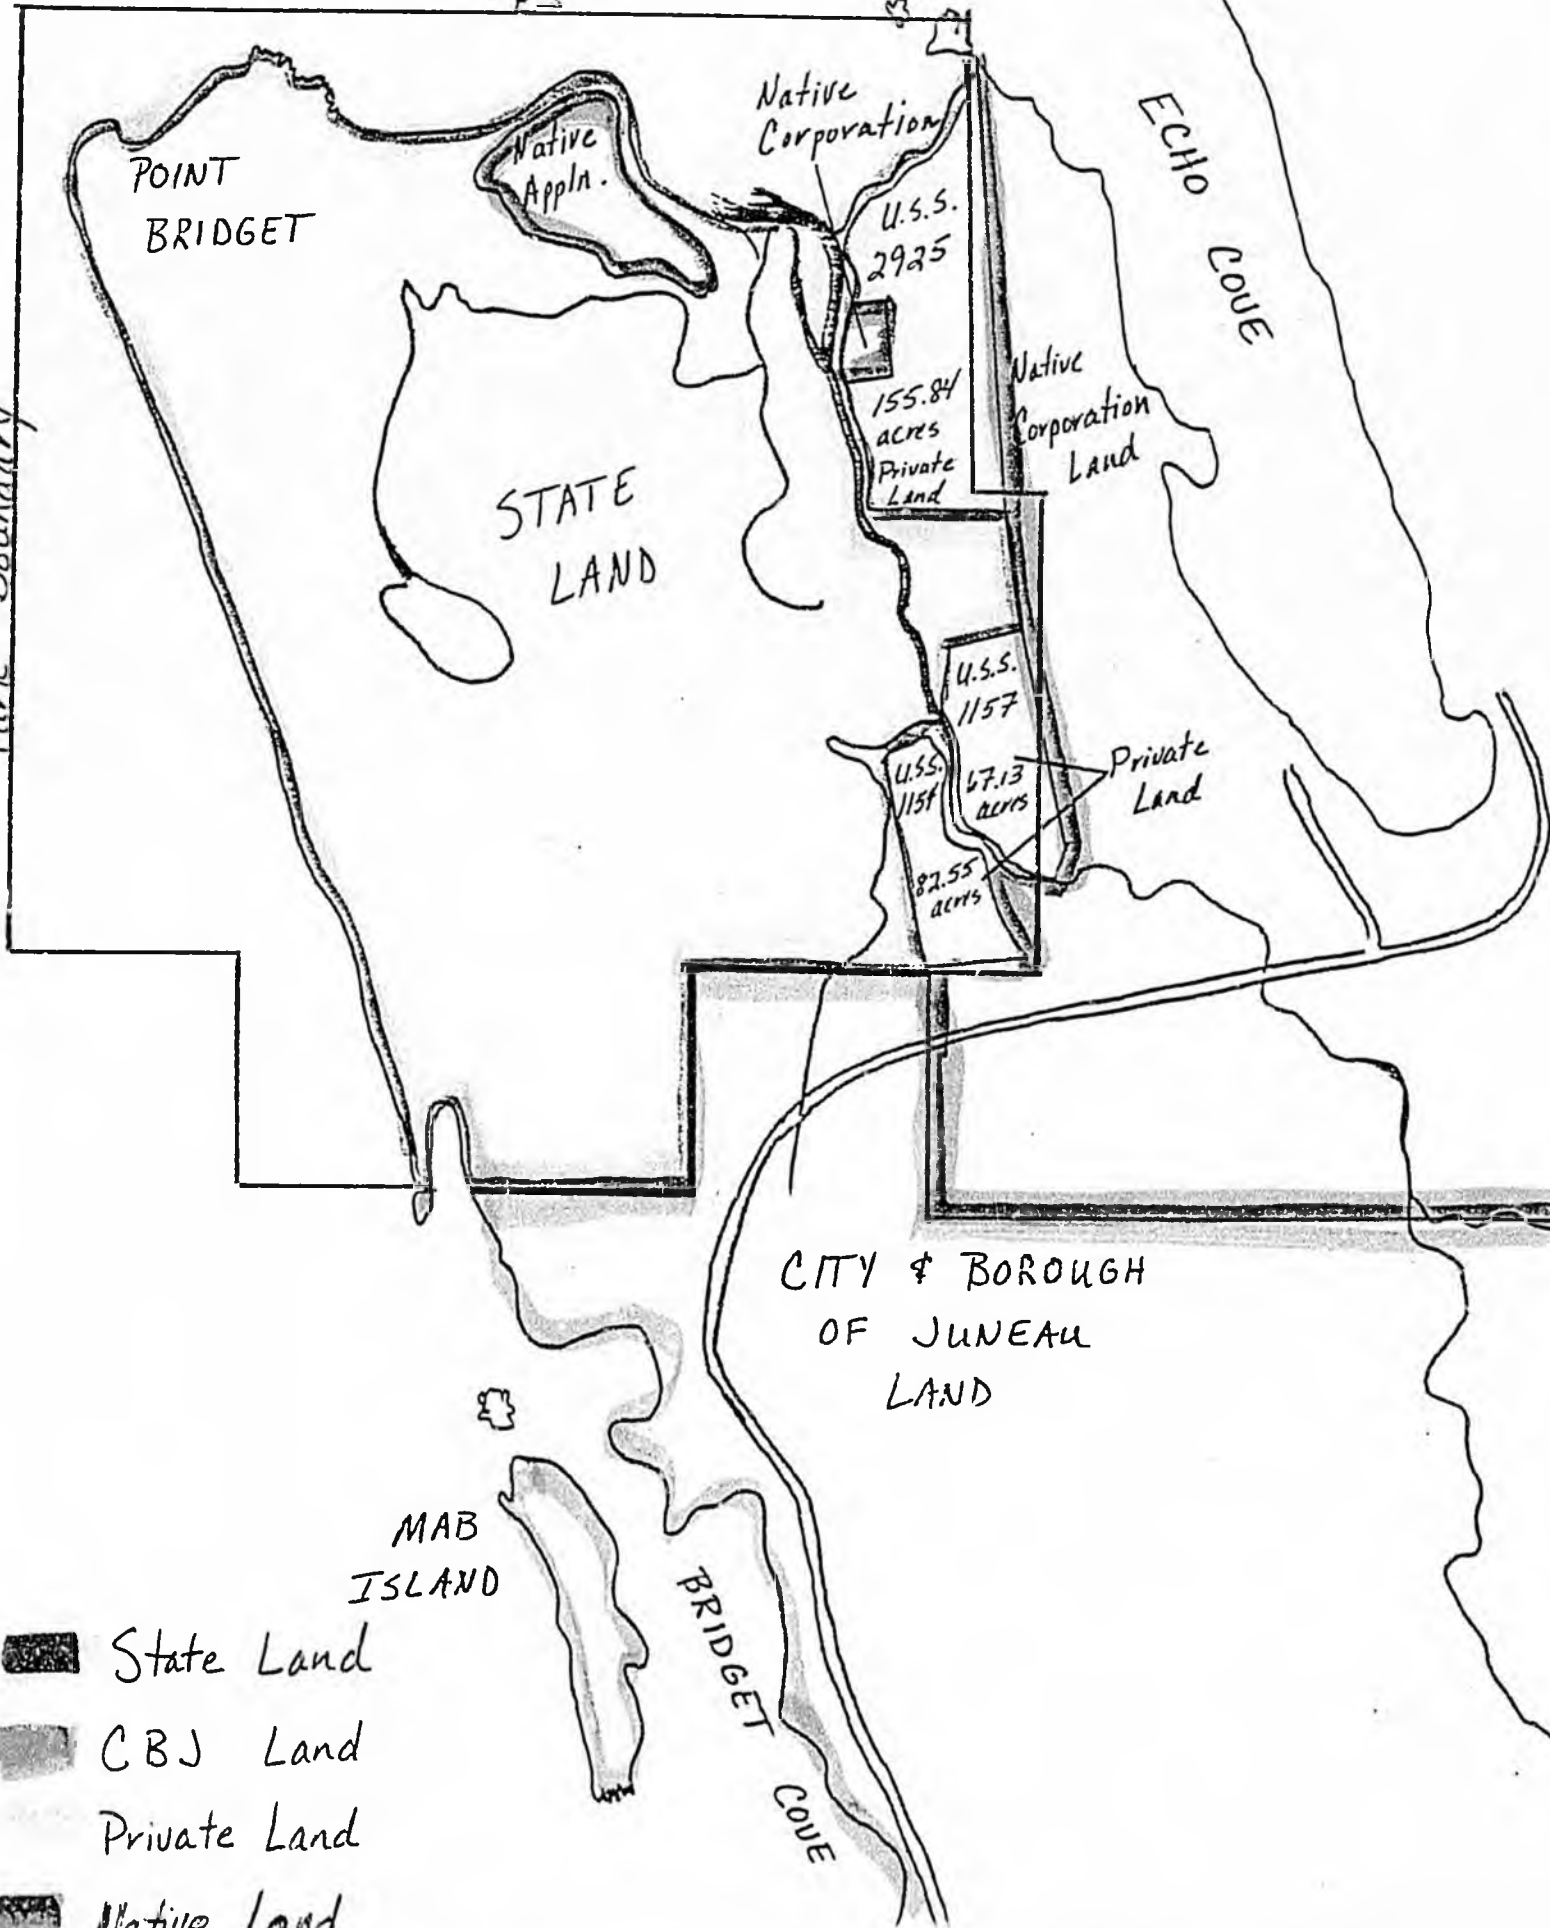 POINT
BRIDGET
Native
Appln.
Native
Corporation
U.S.S.
2925
155.84
acres
Private
Land
Native
Corporation
Land
ECHO COVE
STATE
LAND
Boundary
U.S.S.
1157
67.13
acres
U.S.S.
82.55
acres
Private
Land
CITY & BOROUGH
OF JUNEAU
LAND
MAB
ISLAND
BRIDGET COVE
State Land
CBJ Land
Private Land
Native Land